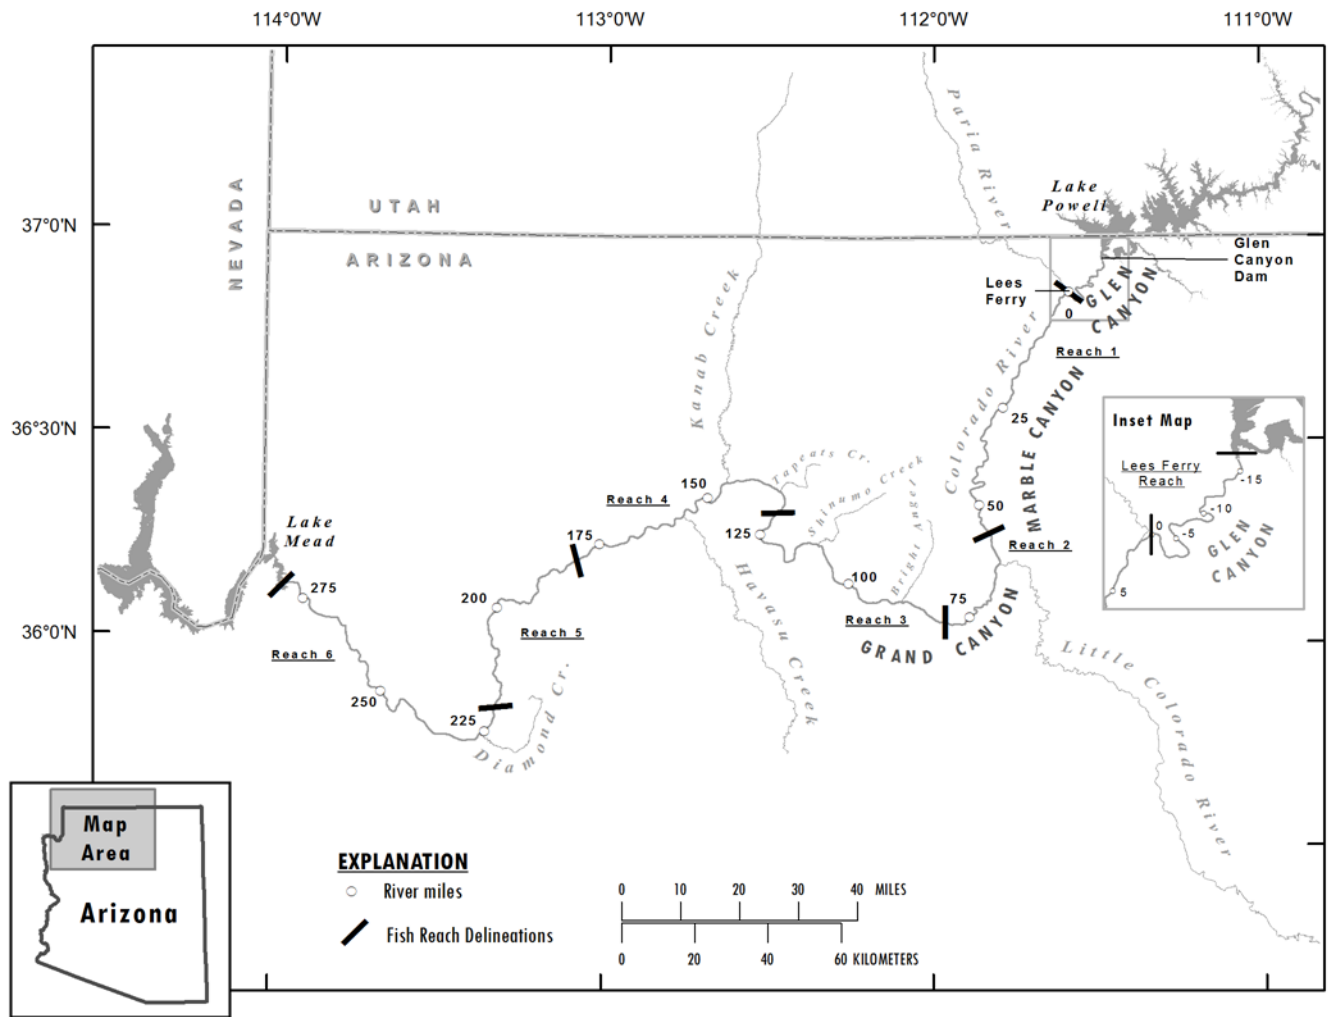 114°0'W
113°0'W
112°0'W
111°0'W
37°0'N
36°30'N
36°0'N
NEVADA
UTAH
ARIZONA
Paria River
Lake
Powell
Glen
Canyon
Dam
Lees
Ferry
0
GLEN
CANYON
Reach 1
Kanab Creek
Colorado River
25
MARBLE CANYON
Inset Map
Lees Ferry
Reach
-15
-10
0
-5
GLEN
CANYON
5
Tapeats Cr.
Shinumo Creek
Bright Angel
150
Reach 4
50
Reach 2
125
175
Lake
Mead
275
200
100
75
Reach 3
GRAND CANYON
Reach 5
Reach 6
Havasu Creek
Little Colorado River
250
225
Diamond Cr.
Map
Area
Arizona
EXPLANATION
River miles
Fish Reach Delineations
0 10 20 30 40 MILES
0 20 40 60 KILOMETERS